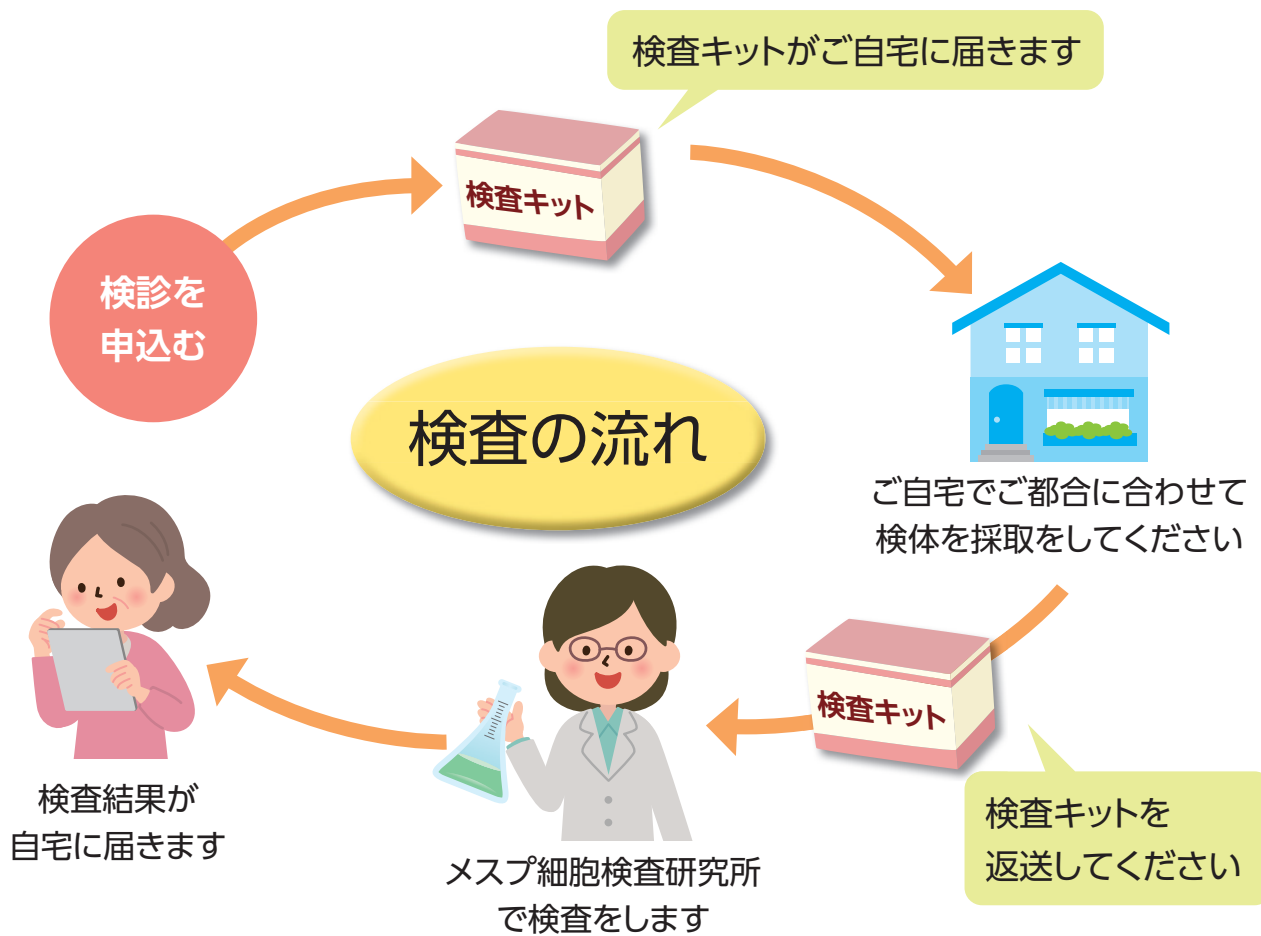 検査キットがご自宅に届きます
検査キット
検診を
申込む
検査の流れ
ご自宅でご都合に合わせて
検体を採取をしてください
検査キット
検査キットを
返送してください
メスプ細胞検査研究所
で検査をします
検査結果が
自宅に届きます